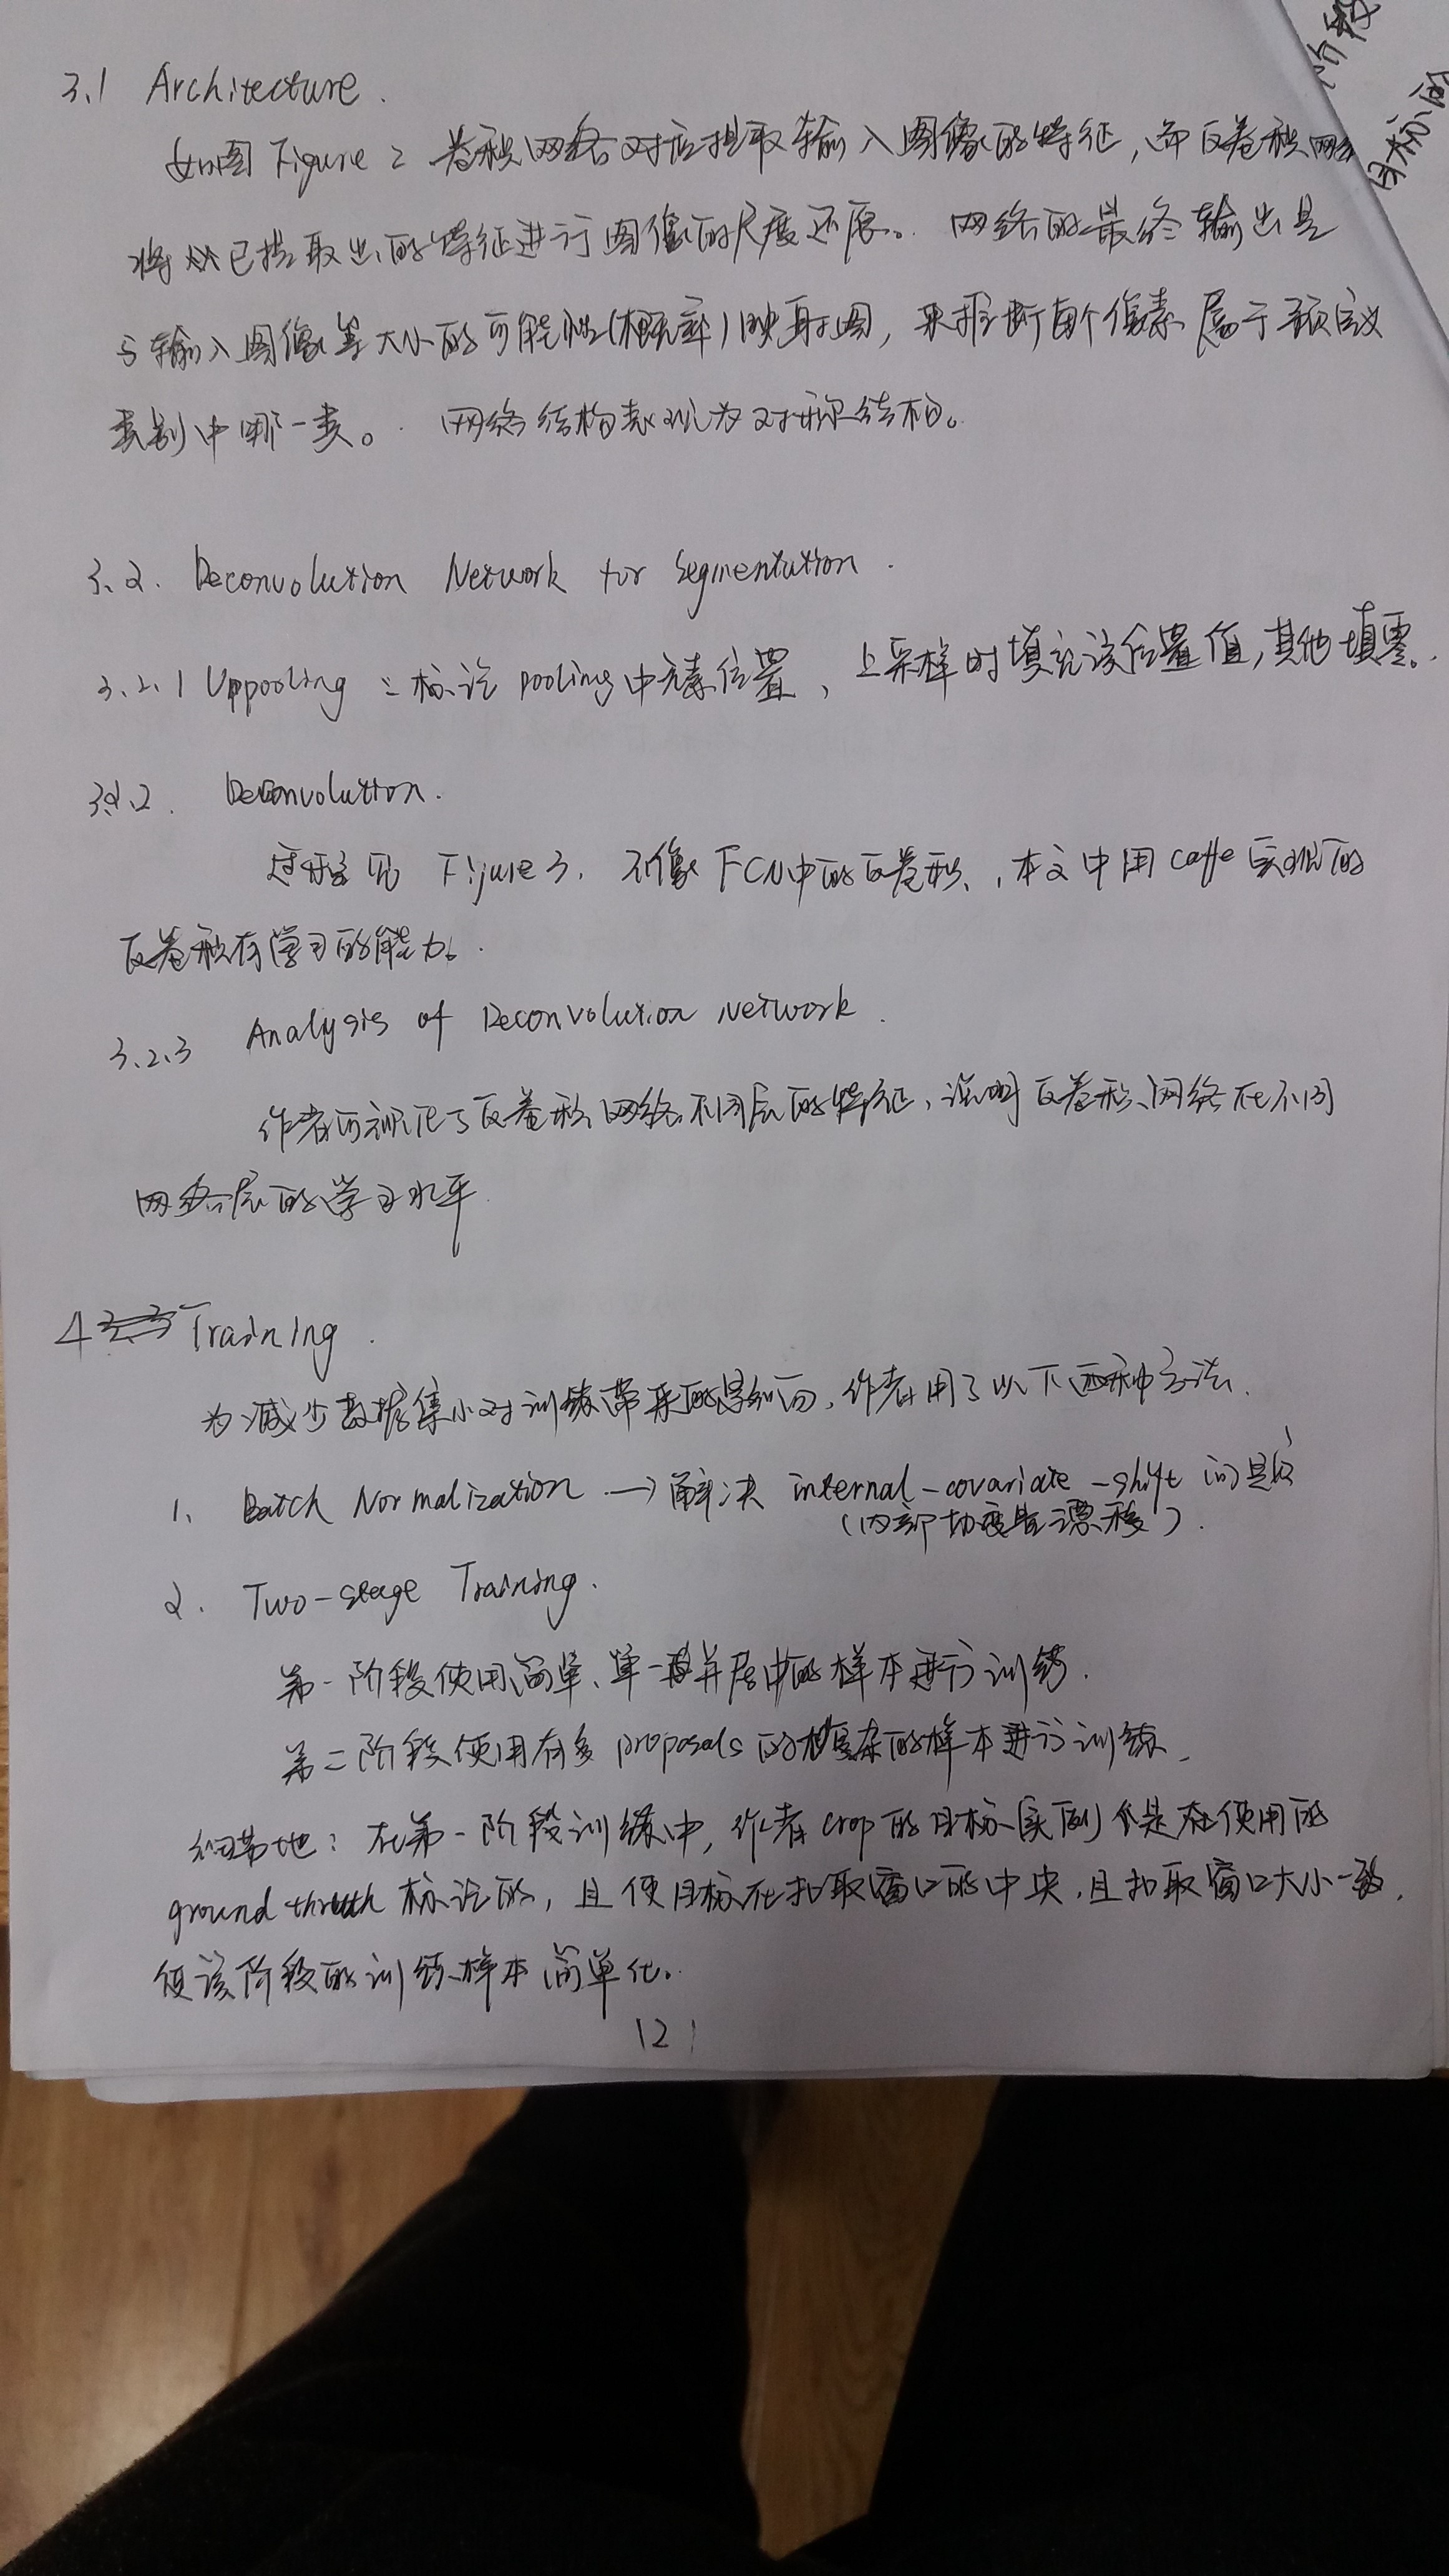 3.1 Architecture.
如图 Figure 2 卷积网络对应提取输入图像的特征,而反卷积网络
将已提取出的特征进行图像的尺度还原。网络的最终输出是
与输入图像等大小的可能性(概率)映射图,来推断每个像素属于预定义
类别中哪一类。网络结构表现为对称结构。
3.2. Deconvolution Network for Segmentution.
3.2.1 Uppooling:标记 pooling 中元素位置,上采样时填充该位置值,其他填零。
3.2.2. Deconvolution.
过程见 Figure 3. 不像 FCN 中的反卷积,本文中用 caffe 实现的
反卷积有学习的能力。
3.2.3 Analysis of Deconvolution Network.
作者可视化了反卷积网络不同层的特征,说明反卷积网络在不同
网络层的学习水平
4 Training.
为减少数据集小对训练带来的影响,作者用了以下两种方法.
1. Batch Normalization → 解决 internal-covariate-shift 问题
(内部协变量漂移).
2. Two-stage Training.
第一阶段使用简单、单一且并居中的样本进行训练.
第二阶段使用有多 proposals 的复杂的样本进行训练.
细节地:在第一阶段训练中,作者 crop 的目标实例是在使用的
ground thruth 标记的,且使目标在扣取窗口的中央,且扣取窗口大小一致,
使该阶段的训练样本简单化。
12
阶段
目标的